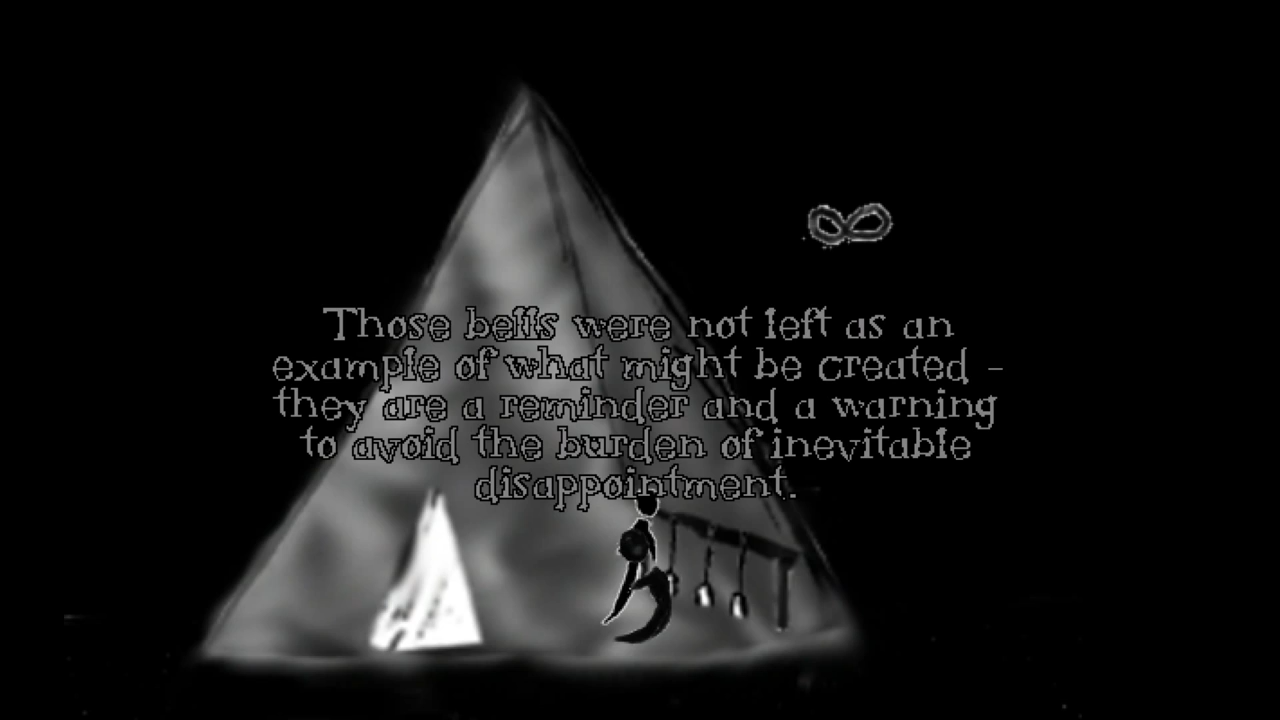 Those bells were not left as an
example of what might be created -
they are a reminder and a warning
to avoid the burden of inevitable
disappointment.